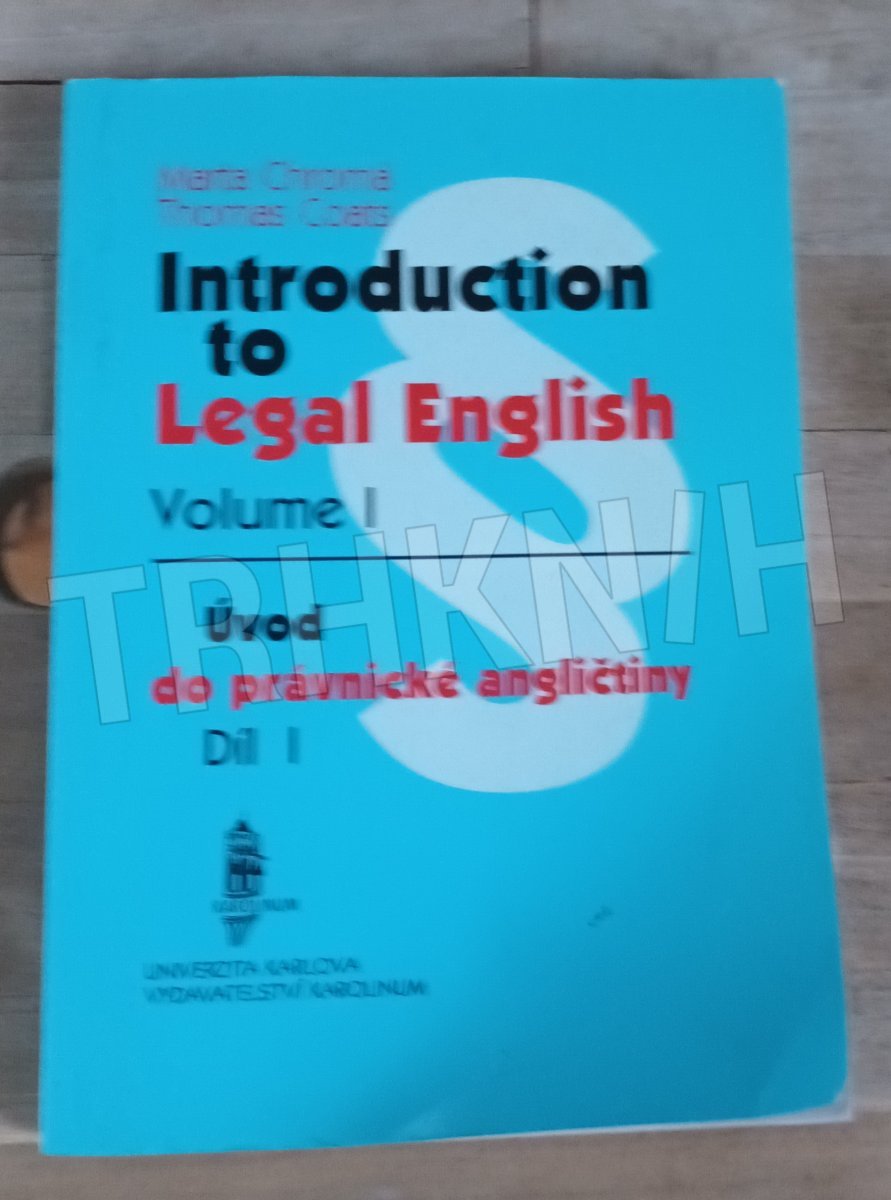 Marta Chromá
Thomas Coats
Introduction
to
Legal English
Volume I
Úvod
do právnické angličtiny
Díl I
KAROLINUM
UNIVERZITA KARLOVA
VYDAVATELSTVÍ KAROLINUM
TRHKNIH